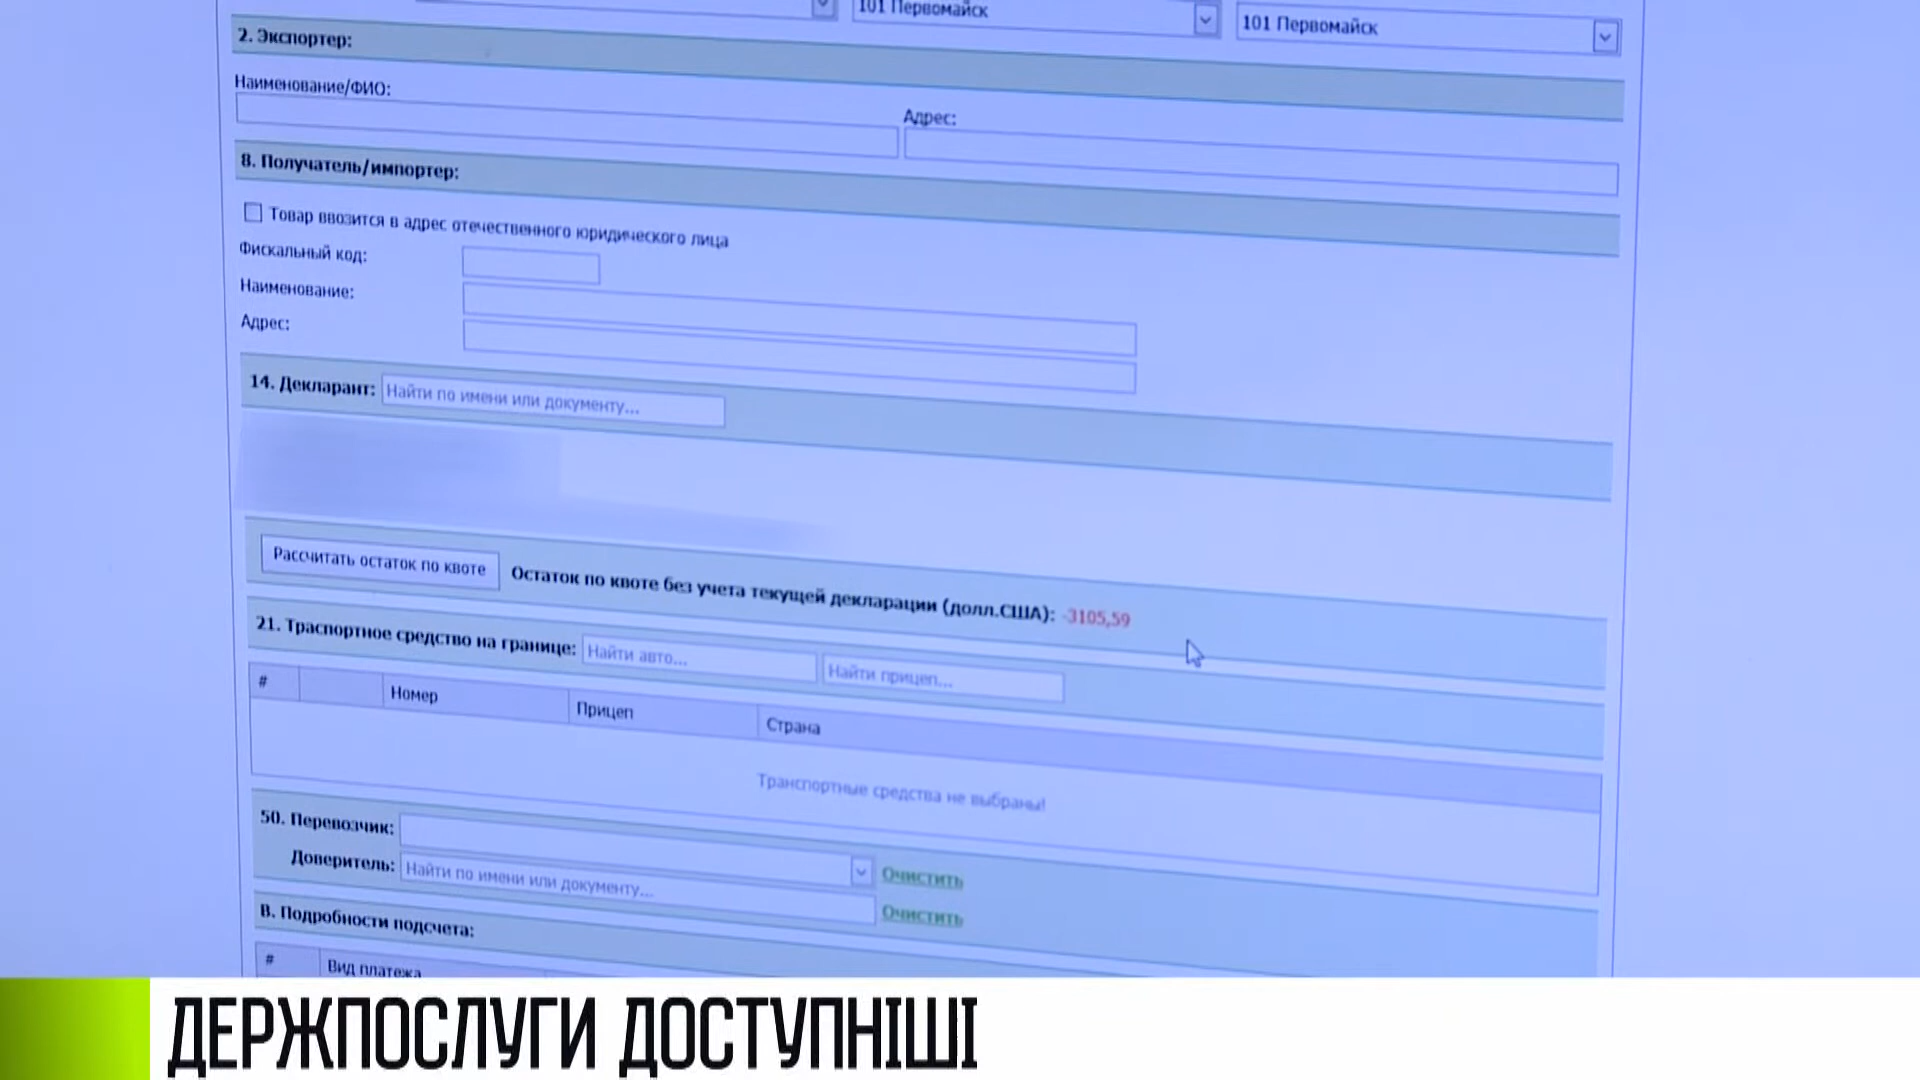 101 Первомайск
101 Первомайск
2. Экспортер:
Наименование/ФИО:
Адрес:
8. Получатель/импортер:
Товар ввозится в адрес отечественного юридического лица
Фискальный код:
Наименование:
Адрес:
14. Декларант: Найти по имени или документу...
Рассчитать остаток по квоте Остаток по квоте без учета текущей декларации (долл.США): -3105,59
21. Траспортное средство на границе: Найти авто... Найти прицеп...
# Номер Прицеп Страна
Транспортные средства не выбраны!
50. Перевозчик: Очистить
Доверитель: Найти по имени или документу... Очистить
В. Подробности подсчета:
# Вид платежа
ДЕРЖПОСЛУГИ ДОСТУПНІШІ